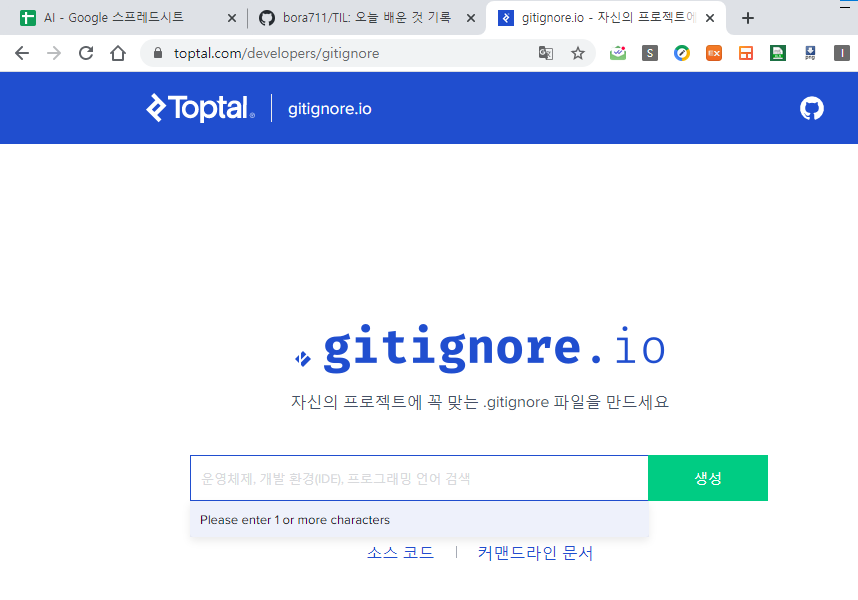 AI - Google 스프레드시트
bora711/TIL: 오늘 배운 것 기록
gitignore.io - 자신의 프로젝트에
toptal.com/developers/gitignore
Toptal
gitignore.io
gitignore.io
자신의 프로젝트에 꼭 맞는 .gitignore 파일을 만드세요
운영체제, 개발 환경(IDE), 프로그래밍 언어 검색
생성
Please enter 1 or more characters
소스 코드 | 커맨드라인 문서